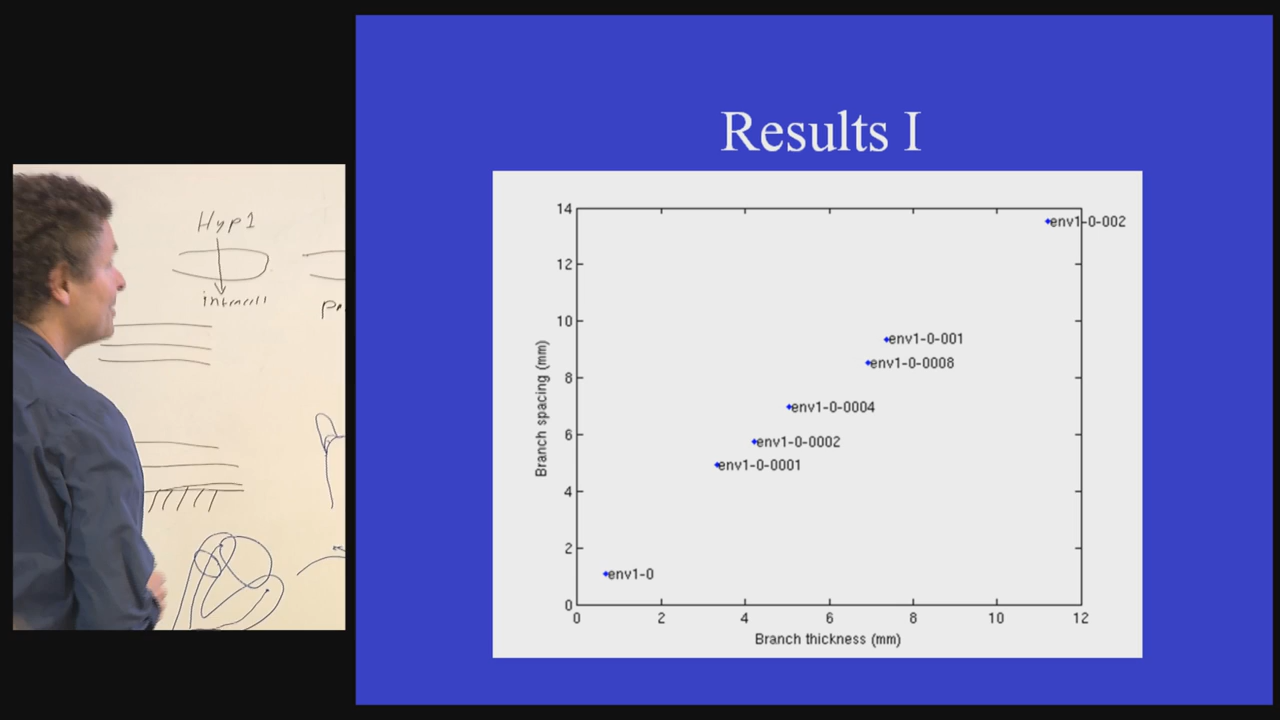 Hyp1
Results I
14
12
10
8
6
4
2
0
Branch spacing (mm)
env1-0-002
env1-0-001
env1-0-0008
env1-0-0004
env1-0-0002
env1-0-0001
env1-0
0 2 4 6 8 10 12
Branch thickness (mm)